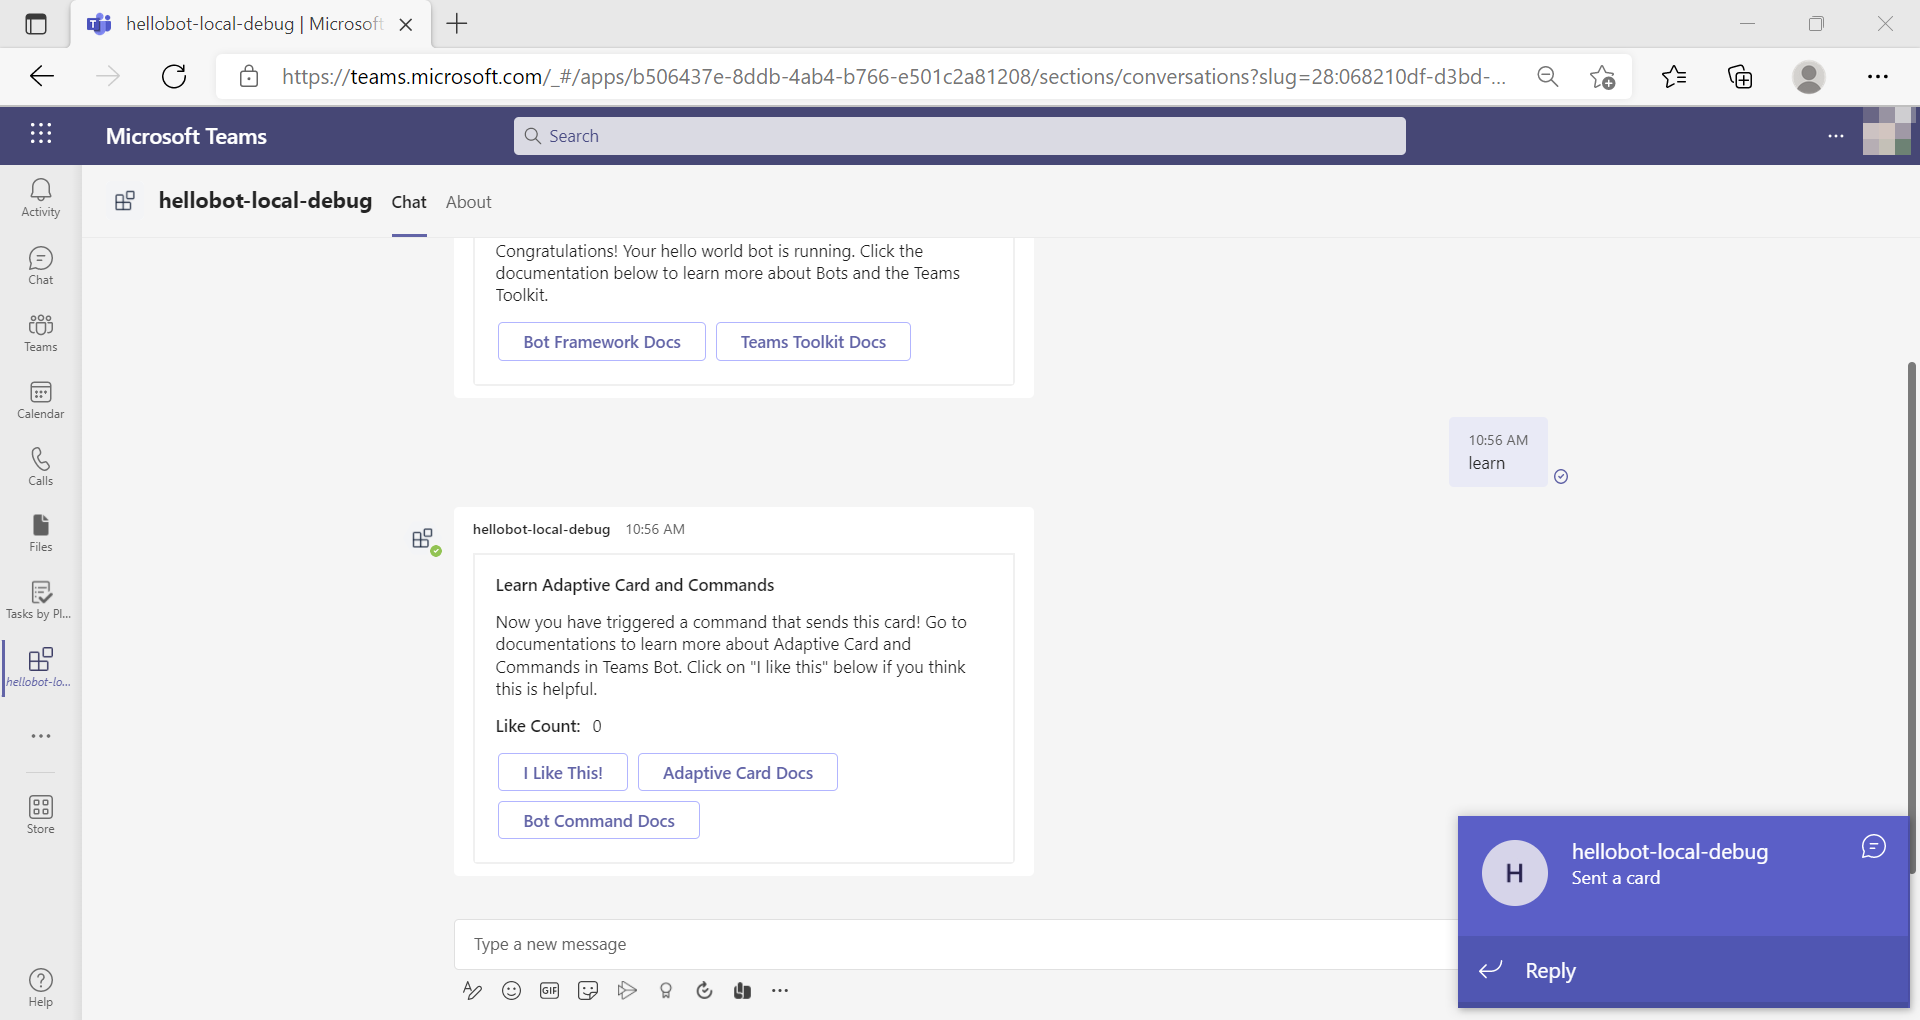 hellobot-local-debug | Microsoft
https://teams.microsoft.com/_#/apps/b506437e-8ddb-4ab4-b766-e501c2a81208/sections/conversations?slug=28:068210df-d3bd-...
Microsoft Teams
Search
Activity
Chat
Teams
Calendar
Calls
Files
Tasks by Pl...
hellobot-lo...
Store
Help
hellobot-local-debug Chat About
Congratulations! Your hello world bot is running. Click the
documentation below to learn more about Bots and the Teams
Toolkit.
Bot Framework Docs Teams Toolkit Docs
10:56 AM
learn
hellobot-local-debug 10:56 AM
Learn Adaptive Card and Commands
Now you have triggered a command that sends this card! Go to
documentations to learn more about Adaptive Card and
Commands in Teams Bot. Click on "I like this" below if you think
this is helpful.
Like Count: 0
I Like This! Adaptive Card Docs
Bot Command Docs
Type a new message
GIF
H
hellobot-local-debug
Sent a card
Reply